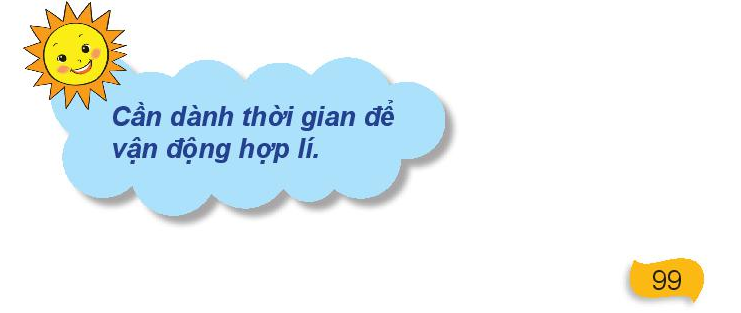 Cần dành thời gian để
vận động hợp lí.
99